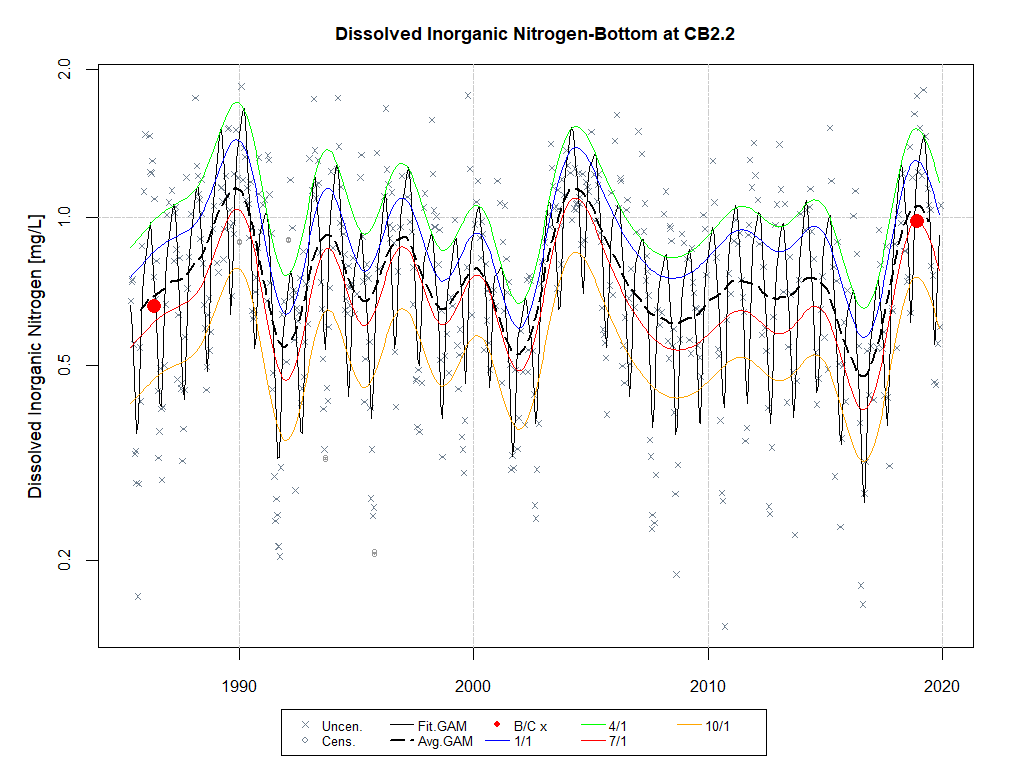 Dissolved Inorganic Nitrogen-Bottom at CB2.2
Dissolved Inorganic Nitrogen [mg/L]
2.0
1.0
0.5
0.2
1990 2000 2010 2020
Uncen. Fit.GAM B/C x 4/1 10/1
Cens. Avg.GAM 1/1 7/1